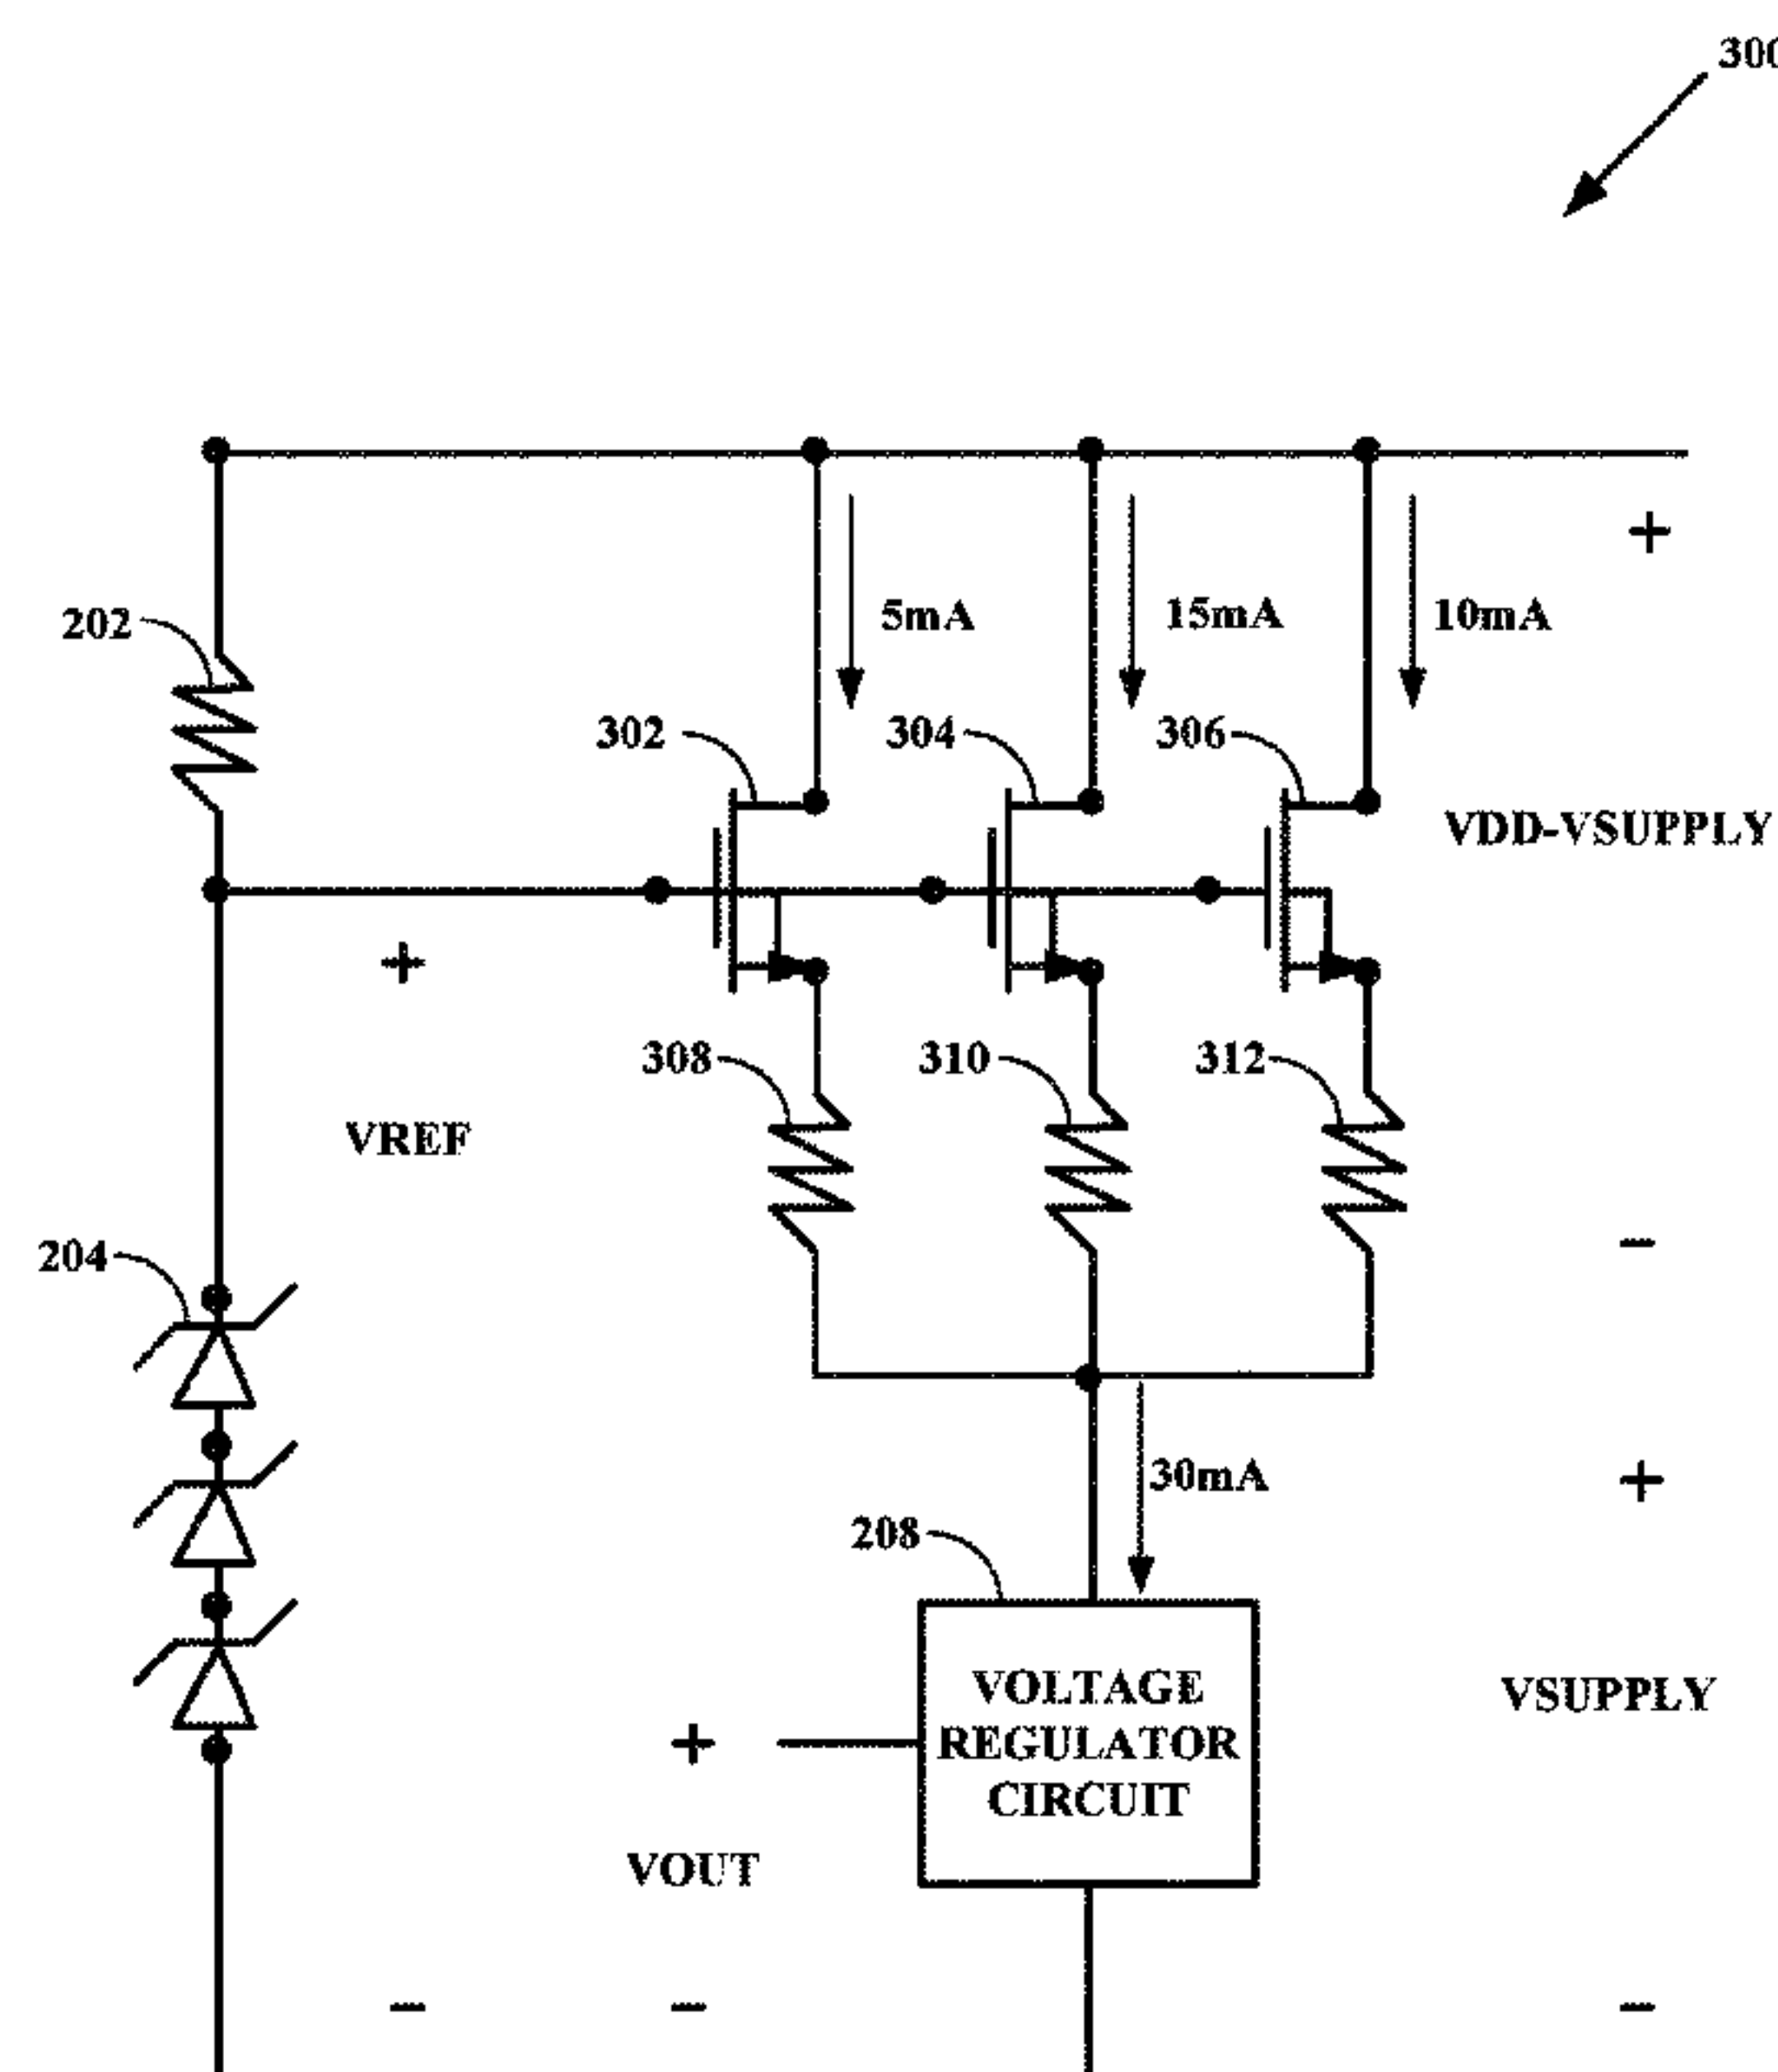 300
202
5mA
15mA
10mA
302
304
306
VDD-VSUPPLY
+
+
308
310
312
VREF
204
-
30mA
+
208
VOLTAGE
REGULATOR
CIRCUIT
VSUPPLY
+
VOUT
-
-
-